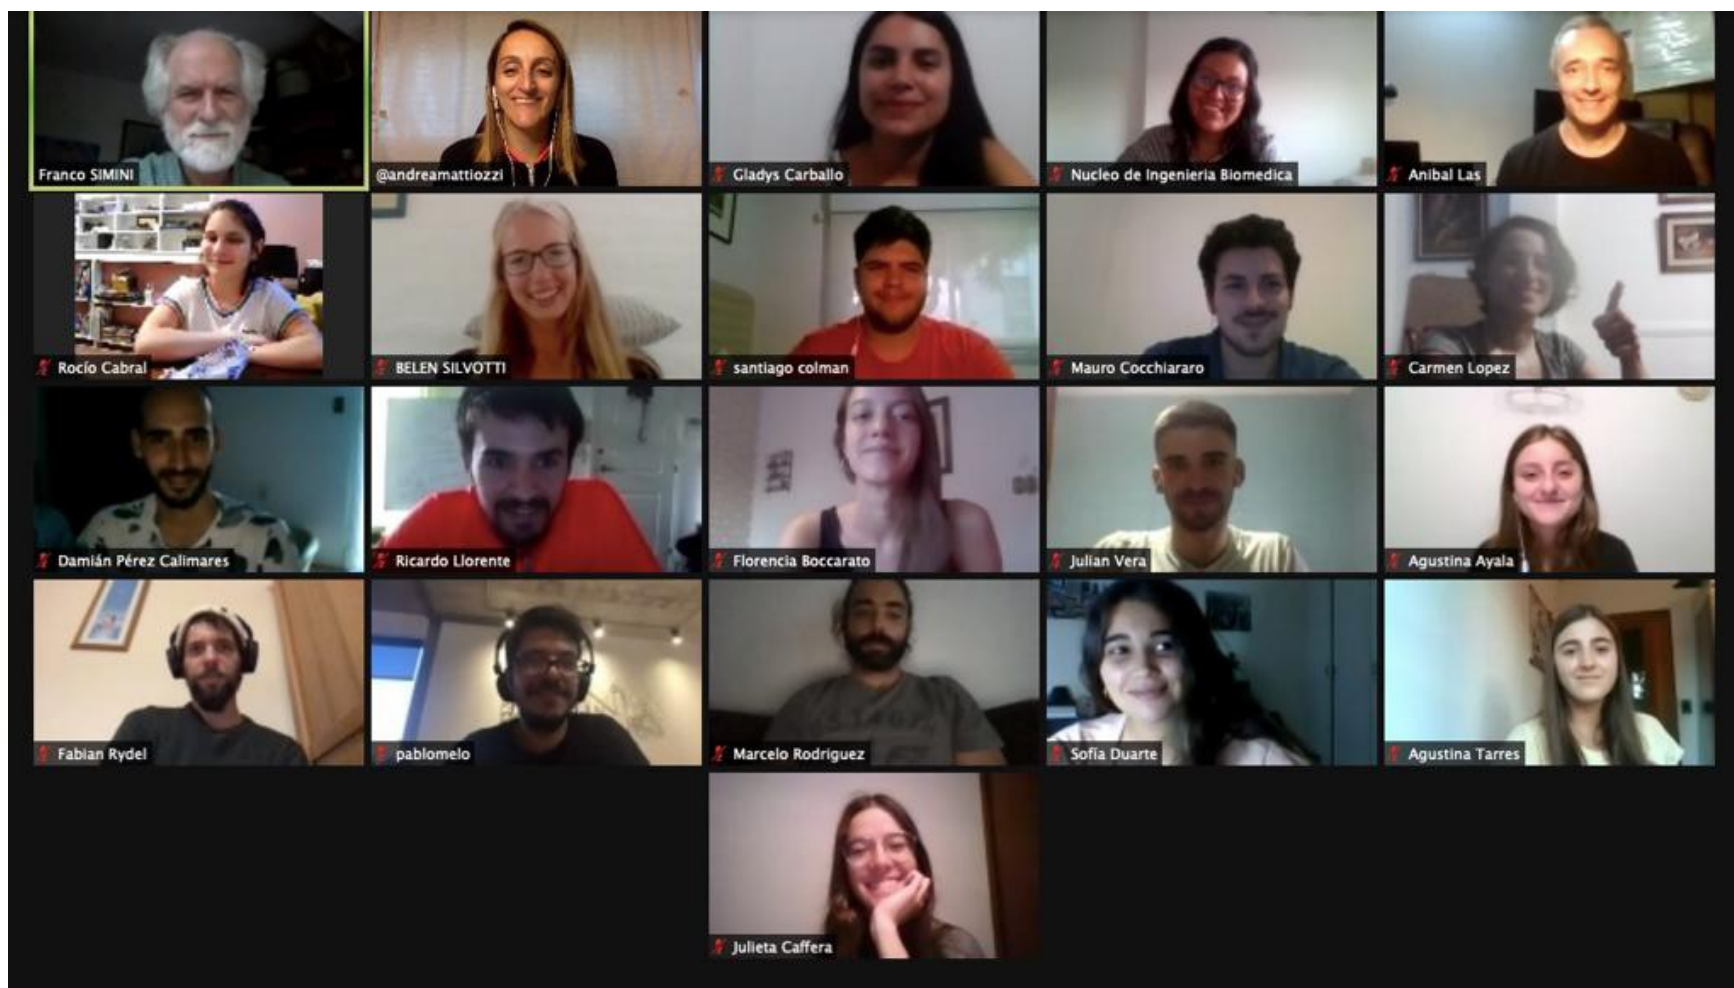 Franco SIMINI
@andreamattiozzi
Gladys Carballo
Nucleo de Ingenieria Biomedica
Anibal Las
Rocío Cabral
BELEN SILVOTTI
santiago colman
Mauro Cocchiararo
Carmen Lopez
Damián Pérez Calimares
Ricardo Llorente
Florencia Boccarato
Julian Vera
Agustina Ayala
Fabian Rydel
pablomelo
Marcelo Rodriguez
Sofía Duarte
Agustina Tarres
Julieta Caffera